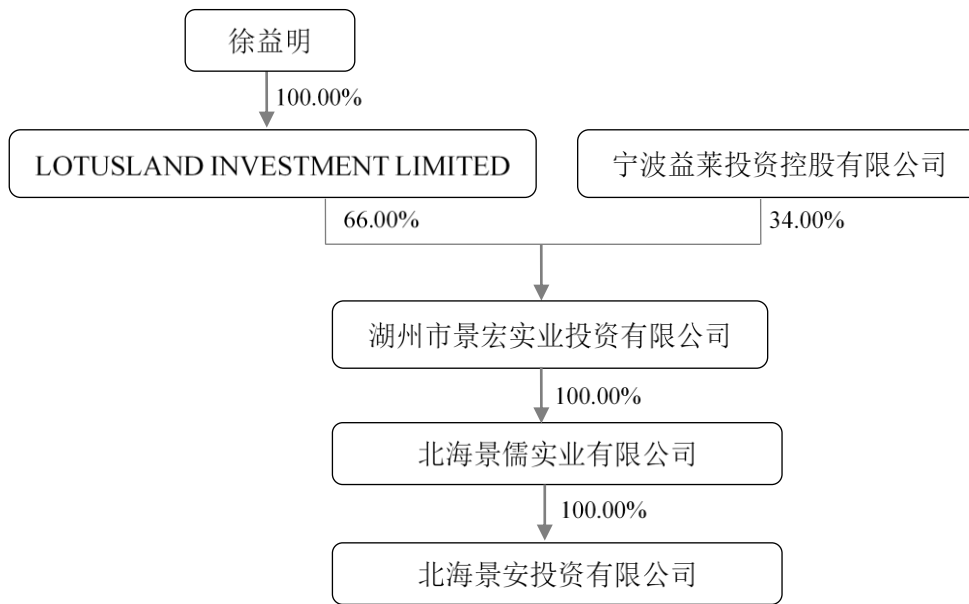 徐益明
100.00%
LOTUSLAND INVESTMENT LIMITED
宁波益莱投资控股有限公司
66.00%
34.00%
湖州市景宏实业投资有限公司
100.00%
北海景儒实业有限公司
100.00%
北海景安投资有限公司